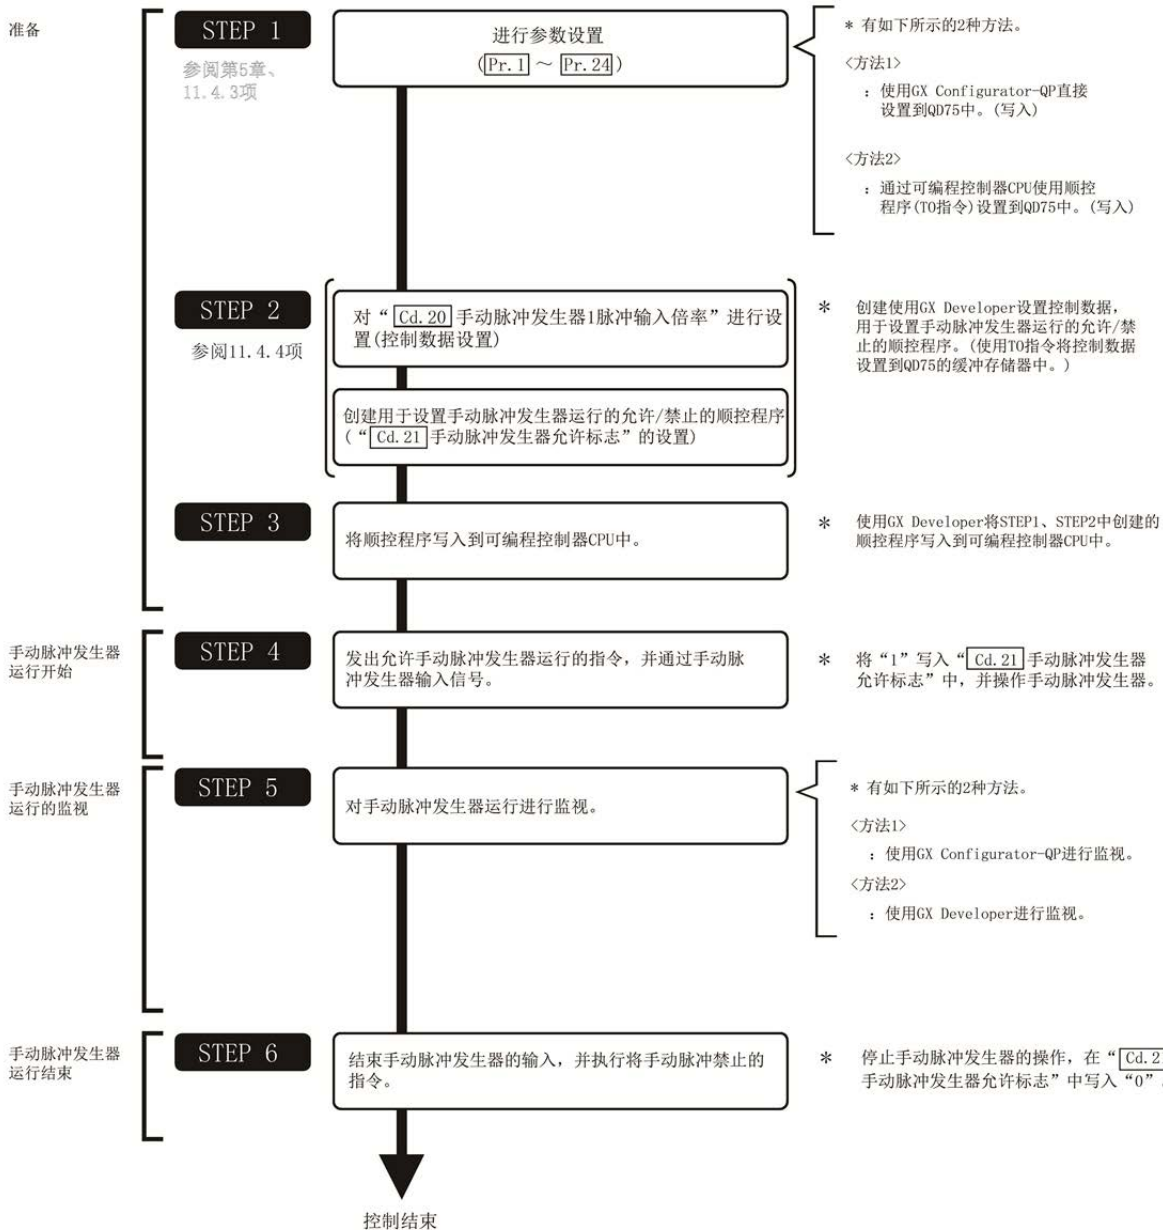 准备
STEP 1
参阅第5章、
11.4.3项
进行参数设置
(Pr.1 ～ Pr.24)
* 有如下所示的2种方法。
<方法1>
：使用GX Configurator-QP直接
设置到QD75中。(写入)
<方法2>
：通过可编程控制器CPU使用顺控
程序(TO指令)设置到QD75中。(写入)
STEP 2
参阅11.4.4项
对“ Cd.20 手动脉冲发生器1脉冲输入倍率”进行设
置(控制数据设置)
创建用于设置手动脉冲发生器运行的允许/禁止的顺控程序
(“ Cd.21 手动脉冲发生器允许标志”的设置)
* 创建使用GX Developer设置控制数据，
用于设置手动脉冲发生器运行的允许/禁
止的顺控程序。(使用TO指令将控制数据
设置到QD75的缓冲存储器中。)
STEP 3
将顺控程序写入到可编程控制器CPU中。
* 使用GX Developer将STEP1、STEP2中创建的
顺控程序写入到可编程控制器CPU中。
手动脉冲发生器
运行开始
STEP 4
发出允许手动脉冲发生器运行的指令，并通过手动脉
冲发生器输入信号。
* 将“1”写入“ Cd.21 手动脉冲发生器
允许标志”中，并操作手动脉冲发生器。
手动脉冲发生器
运行的监视
STEP 5
对手动脉冲发生器运行进行监视。
* 有如下所示的2种方法。
<方法1>
：使用GX Configurator-QP进行监视。
<方法2>
：使用GX Developer进行监视。
手动脉冲发生器
运行结束
STEP 6
结束手动脉冲发生器的输入，并执行将手动脉冲禁止的
指令。
* 停止手动脉冲发生器的操作，在“ Cd.2
手动脉冲发生器允许标志”中写入“0”
控制结束